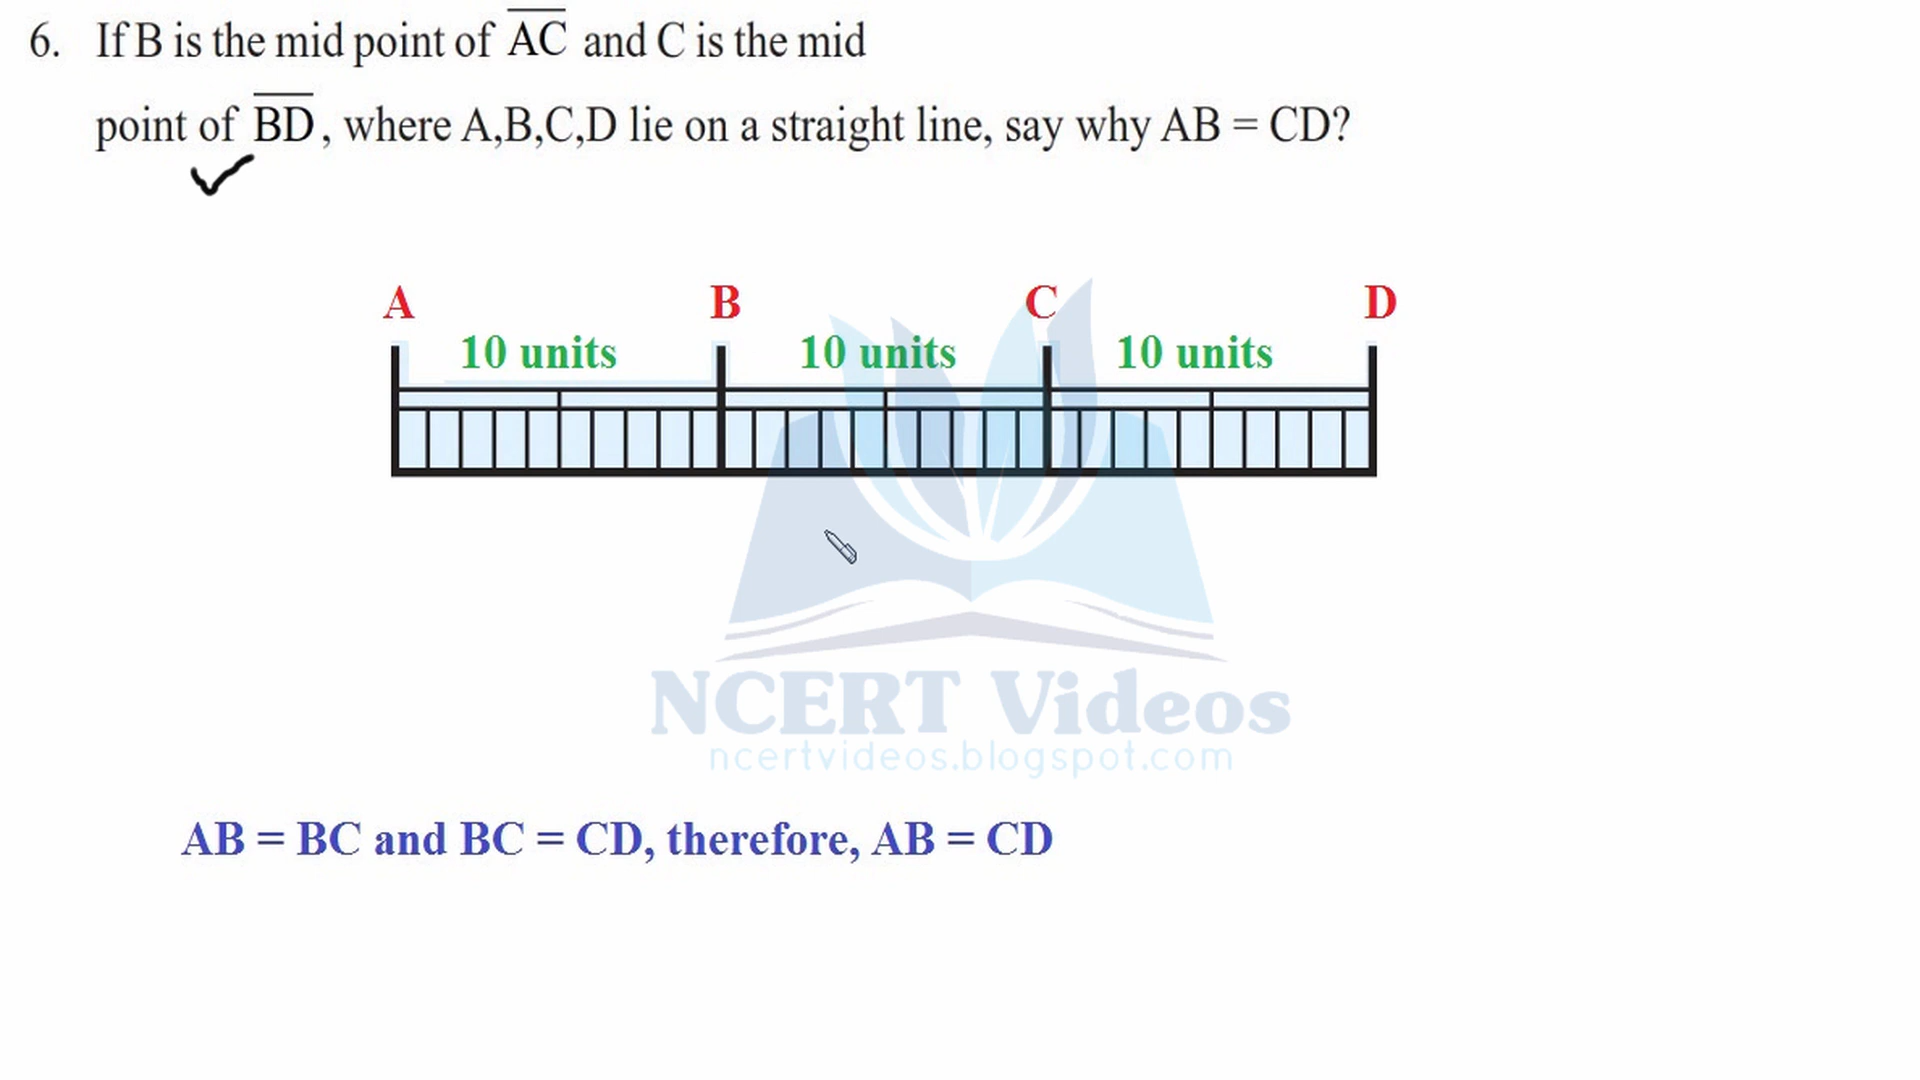 6. If B is the mid point of AC and C is the mid
point of BD, where A,B,C,D lie on a straight line, say why AB = CD?
A B C D
10 units 10 units 10 units
NCERT Videos
ncertvideos.blogspot.com
AB = BC and BC = CD, therefore, AB = CD